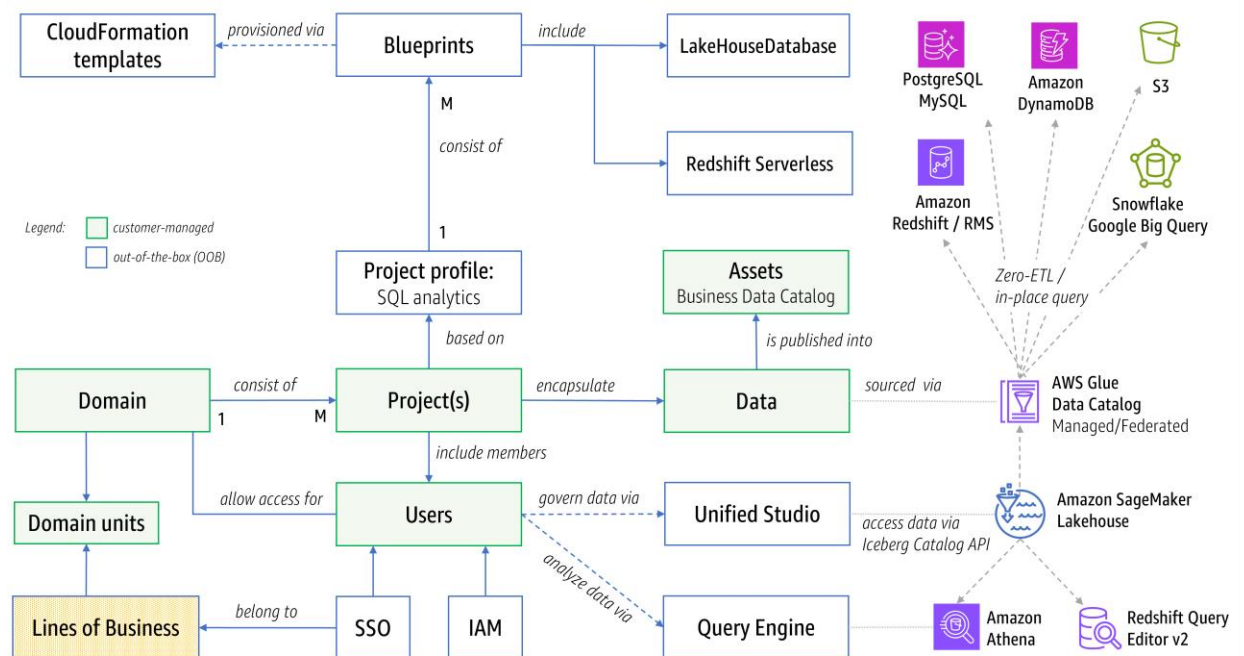 CloudFormation
templates
provisioned via
Blueprints
include
LakeHouseDatabase
PostgreSQL
MySQL
Amazon
DynamoDB
S3
M
consist of
Redshift Serverless
Amazon
Redshift / RMS
Snowflake
Google Big Query
Legend:
customer-managed
out-of-the-box (OOB)
1
Project profile:
SQL analytics
Assets
Business Data Catalog
Zero-ETL /
in-place query
based on
is published into
Domain
consist of
1
M
Project(s)
encapsulate
Data
sourced via
AWS Glue
Data Catalog
Managed/Federated
include members
allow access for
Users
govern data via
Unified Studio
access data via
Iceberg Catalog API
Amazon SageMaker
Lakehouse
Domain units
analyze data via
Lines of Business
belong to
SSO
IAM
Query Engine
Amazon
Athena
Redshift Query
Editor v2